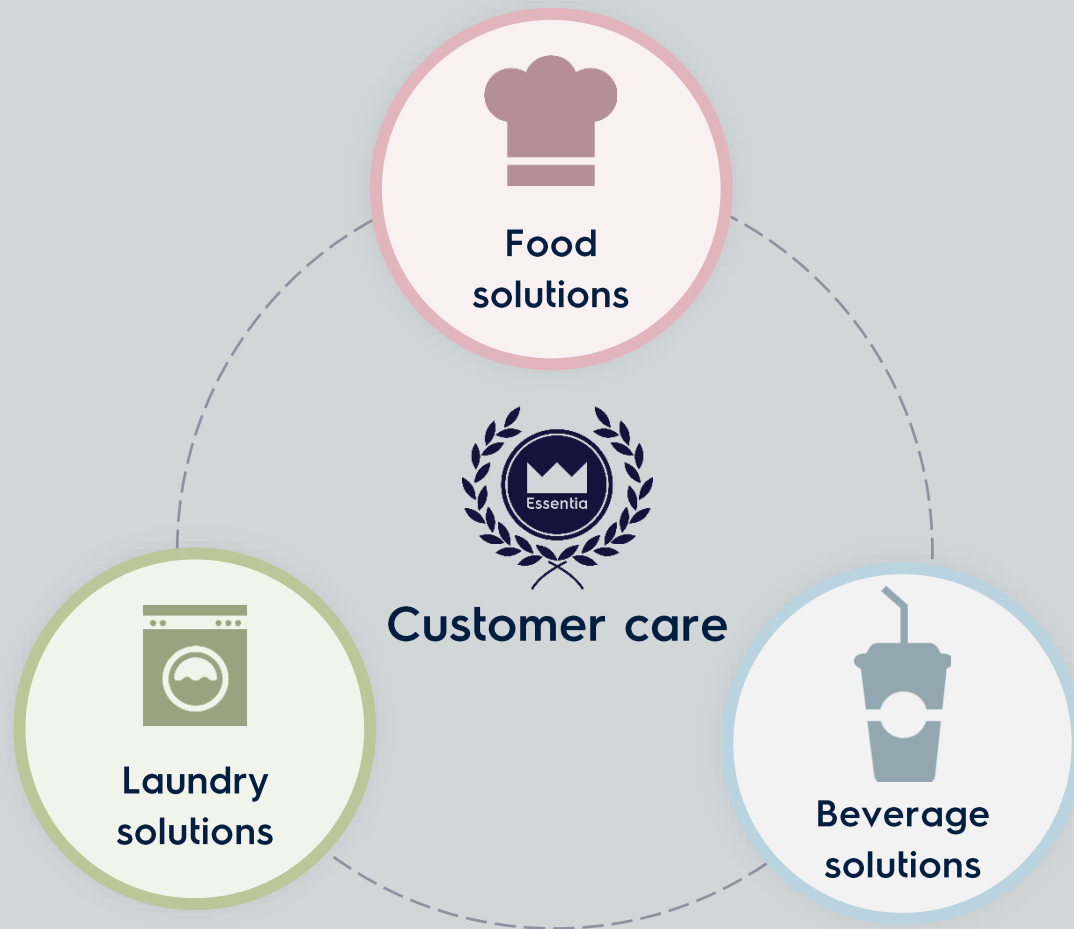 Food
solutions
Essentia
Customer care
Laundry
solutions
Beverage
solutions